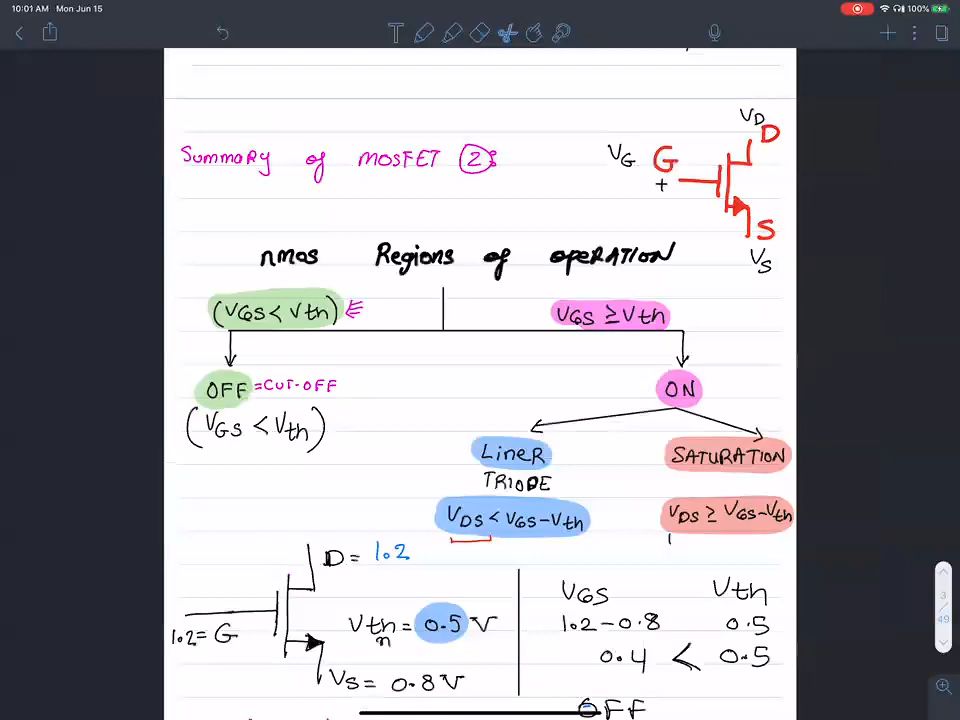 10:01 AM Mon Jun 15
100%
T
VD
D
Summary of MOSFET 2:
VG G
+
S
VS
nmos Regions of operation
(VGS < Vth)
VGS ≥ Vth
OFF = CUT-OFF
ON
(VGS < Vth)
LineR
TRIODE
SATURATION
VDS < VGS-Vth
VDS ≥ VGS-Vth
D = 1.2
1.2 = G
Vthn = 0.5 V
VS = 0.8V
VGS Vth
1.2 - 0.8 0.5
0.4 < 0.5
OFF
3
/
49